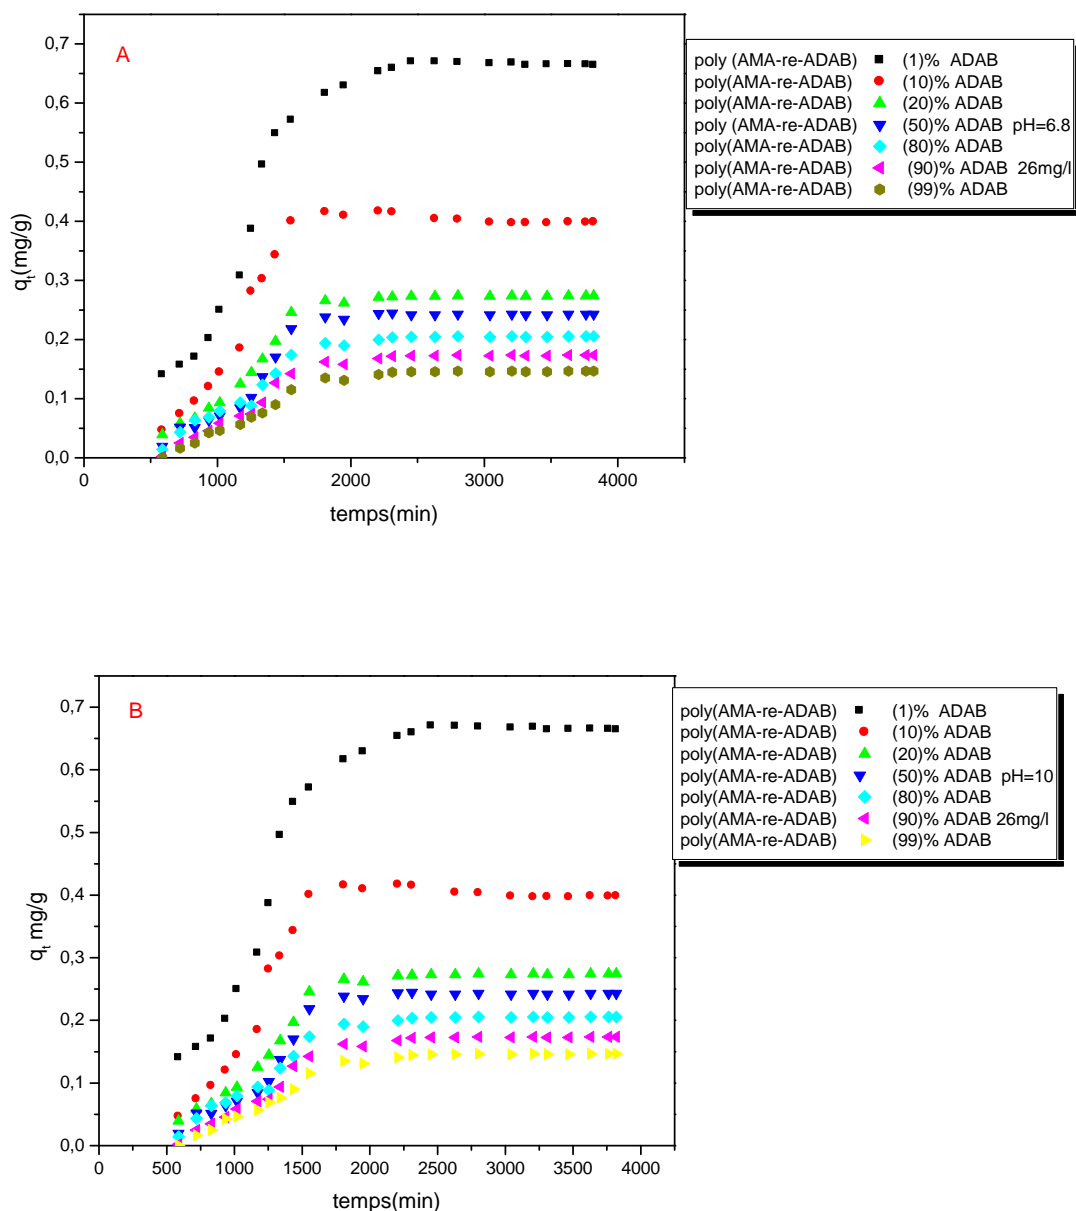 A
0,7
0,6
0,5
0,4
0,3
0,2
0,1
0,0
qt(mg/g)
0 1000 2000 3000 4000
temps(min)
poly (AMA-re-ADAB) (1)% ADAB
poly(AMA-re-ADAB) (10)% ADAB
poly(AMA-re-ADAB) (20)% ADAB
poly (AMA-re-ADAB) (50)% ADAB pH=6.8
poly(AMA-re-ADAB) (80)% ADAB
poly(AMA-re-ADAB) (90)% ADAB 26mg/l
poly(AMA-re-ADAB) (99)% ADAB
B
0,7
0,6
0,5
0,4
0,3
0,2
0,1
0,0
qt mg/g
0 500 1000 1500 2000 2500 3000 3500 4000
temps(min)
poly(AMA-re-ADAB) (1)% ADAB
poly(AMA-re-ADAB) (10)% ADAB
poly(AMA-re-ADAB) (20)% ADAB
poly(AMA-re-ADAB) (50)% ADAB pH=10
poly(AMA-re-ADAB) (80)% ADAB
poly(AMA-re-ADAB) (90)% ADAB 26mg/l
poly(AMA-re-ADAB) (99)% ADAB